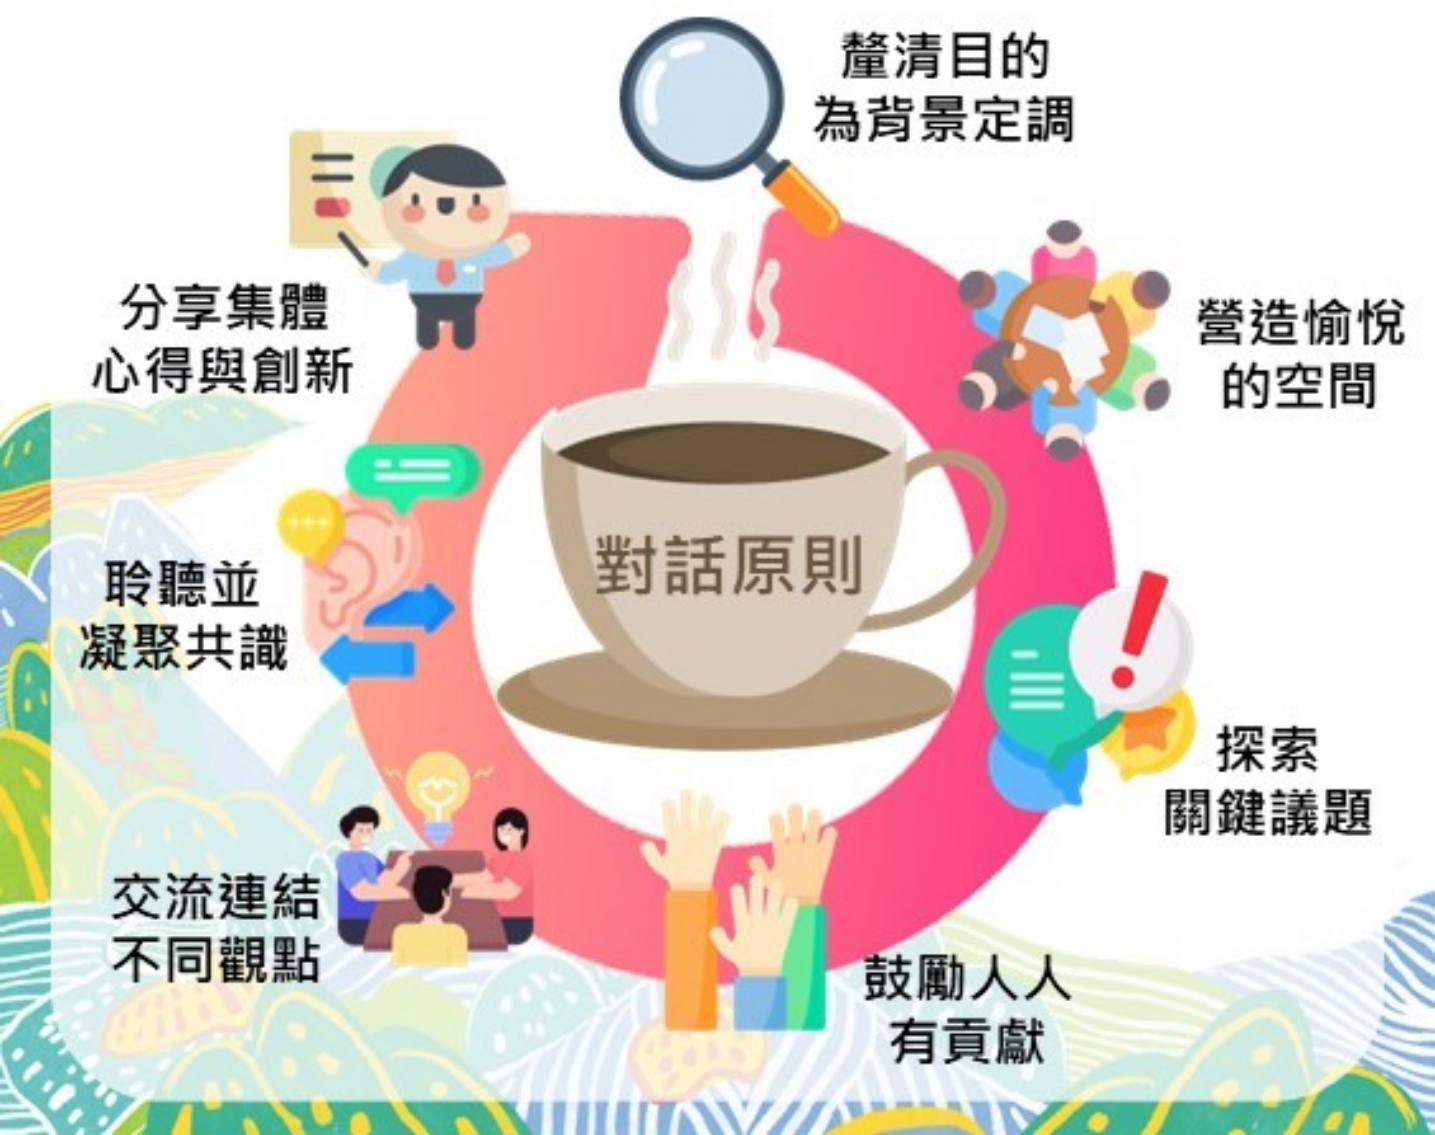 釐清目的
為背景定調
營造愉悅
的空間
探索
關鍵議題
鼓勵人人
有貢獻
交流連結
不同觀點
聆聽並
凝聚共識
分享集體
心得與創新
對話原則